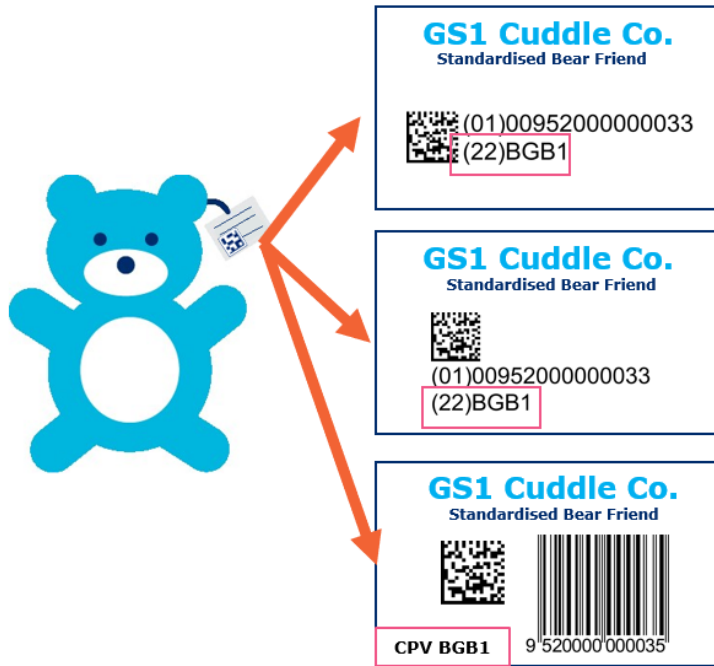 GS1 Cuddle Co.
Standardised Bear Friend
(01)00952000000033
(22)BGB1
GS1 Cuddle Co.
Standardised Bear Friend
(01)00952000000033
(22)BGB1
GS1 Cuddle Co.
Standardised Bear Friend
CPV BGB1
9 520000 000035